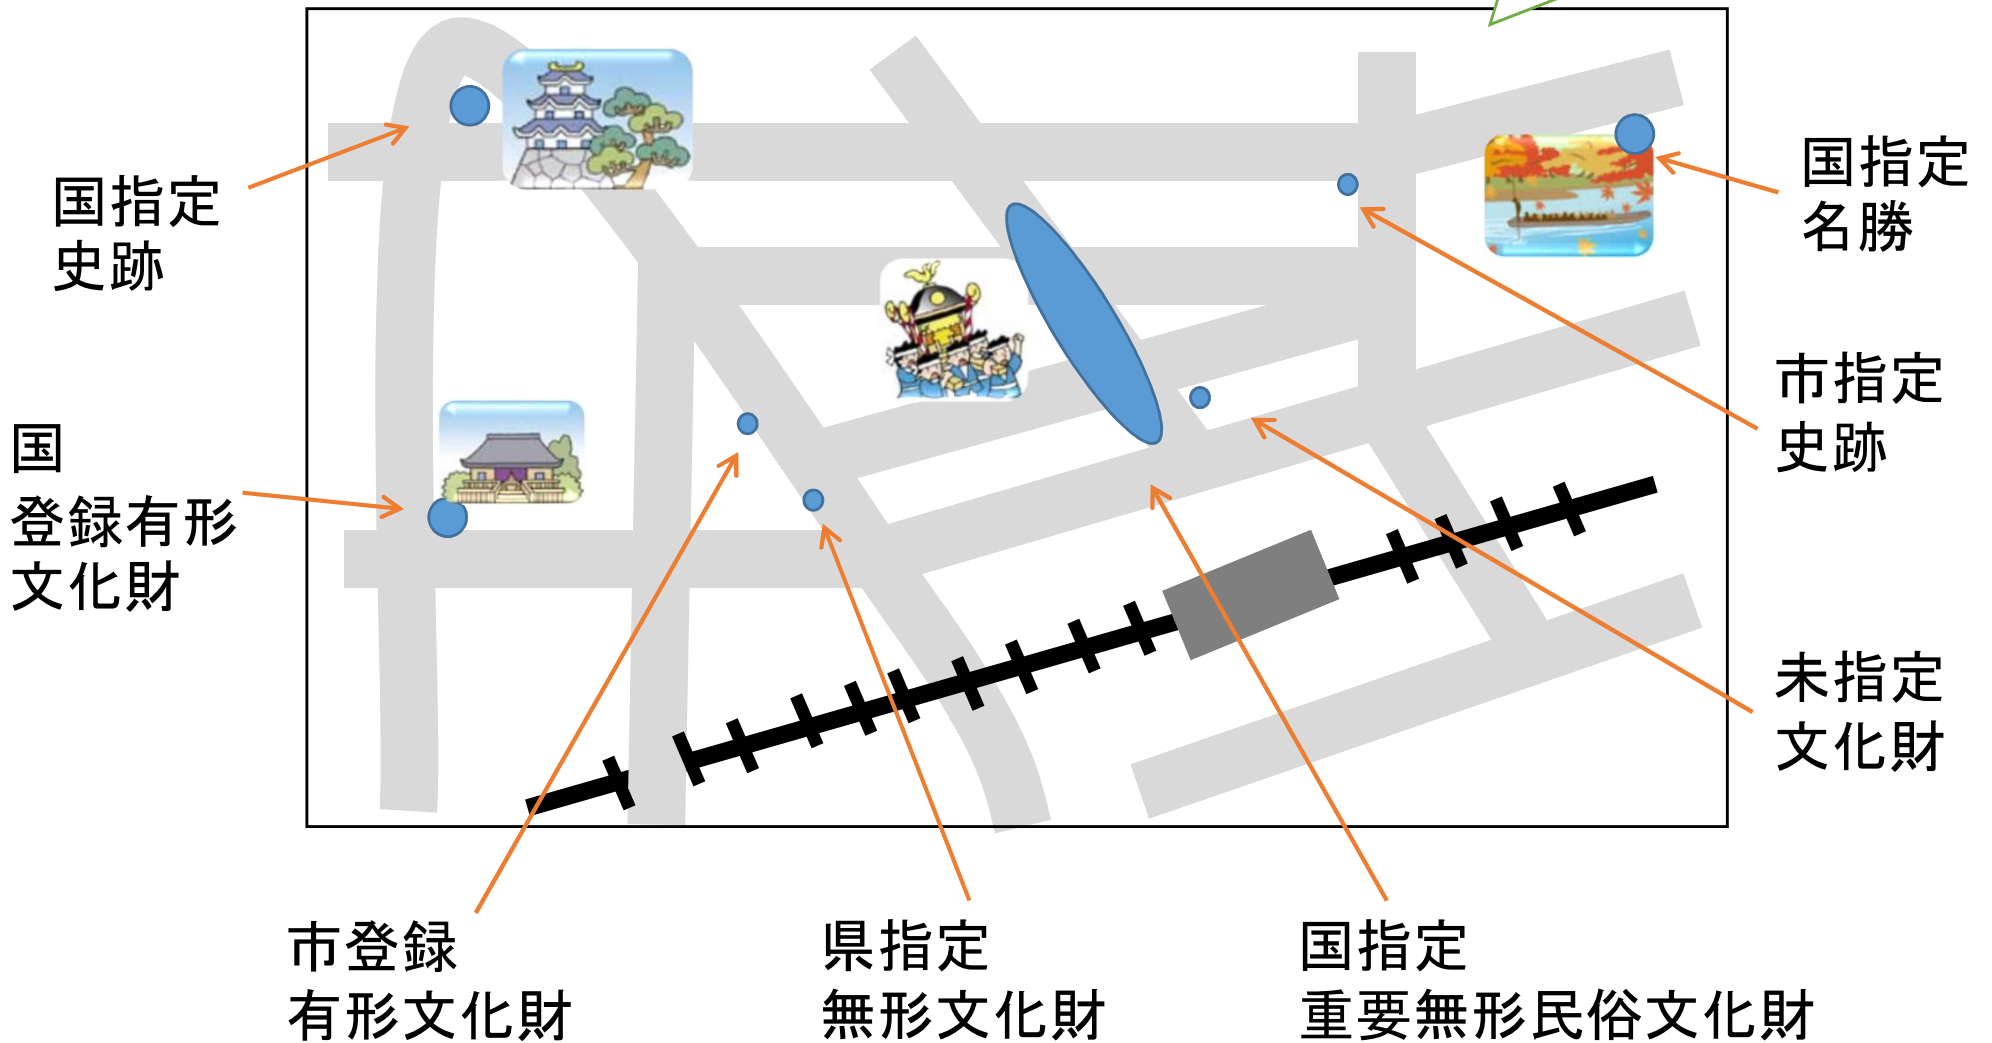 国指定
史跡
国指定
名勝
市指定
史跡
国
登録有形
文化財
未指定
文化財
市登録
有形文化財
県指定
無形文化財
国指定
重要無形民俗文化財